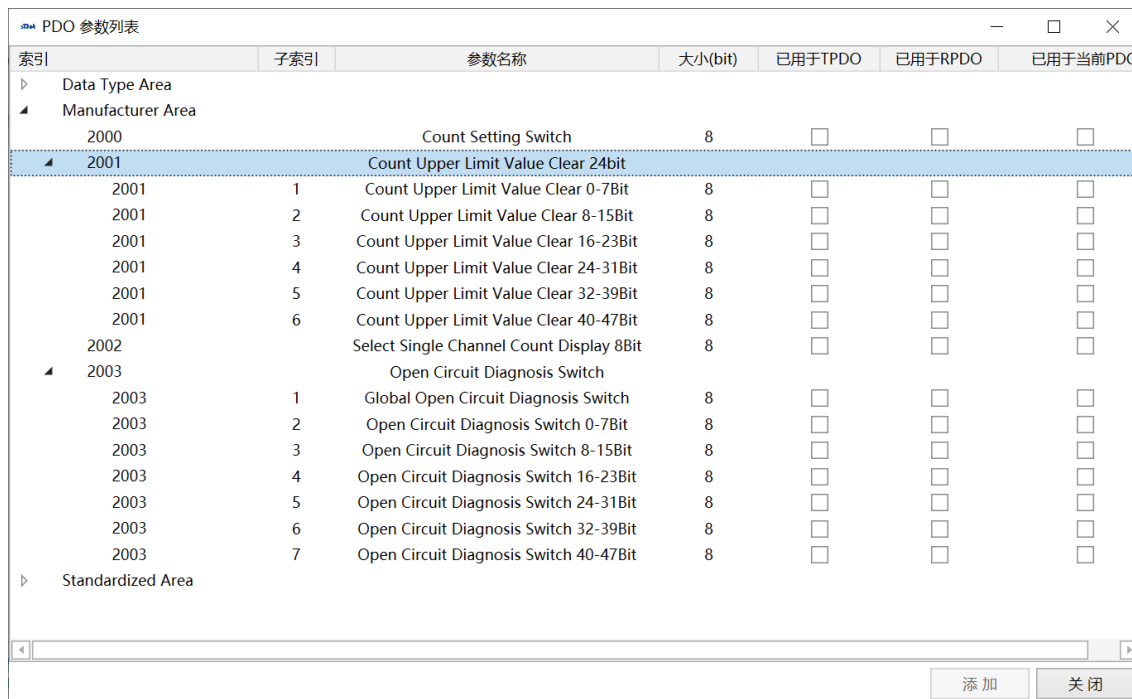 PDO 参数列表
索引 子索引 参数名称 大小(bit) 已用于TPDO 已用于RPDO 已用于当前PDO
Data Type Area
Manufacturer Area
2000 Count Setting Switch 8
2001 Count Upper Limit Value Clear 24bit
2001 1 Count Upper Limit Value Clear 0-7Bit 8
2001 2 Count Upper Limit Value Clear 8-15Bit 8
2001 3 Count Upper Limit Value Clear 16-23Bit 8
2001 4 Count Upper Limit Value Clear 24-31Bit 8
2001 5 Count Upper Limit Value Clear 32-39Bit 8
2001 6 Count Upper Limit Value Clear 40-47Bit 8
2002 Select Single Channel Count Display 8Bit 8
2003 Open Circuit Diagnosis Switch
2003 1 Global Open Circuit Diagnosis Switch 8
2003 2 Open Circuit Diagnosis Switch 0-7Bit 8
2003 3 Open Circuit Diagnosis Switch 8-15Bit 8
2003 4 Open Circuit Diagnosis Switch 16-23Bit 8
2003 5 Open Circuit Diagnosis Switch 24-31Bit 8
2003 6 Open Circuit Diagnosis Switch 32-39Bit 8
2003 7 Open Circuit Diagnosis Switch 40-47Bit 8
Standardized Area
添加 关闭